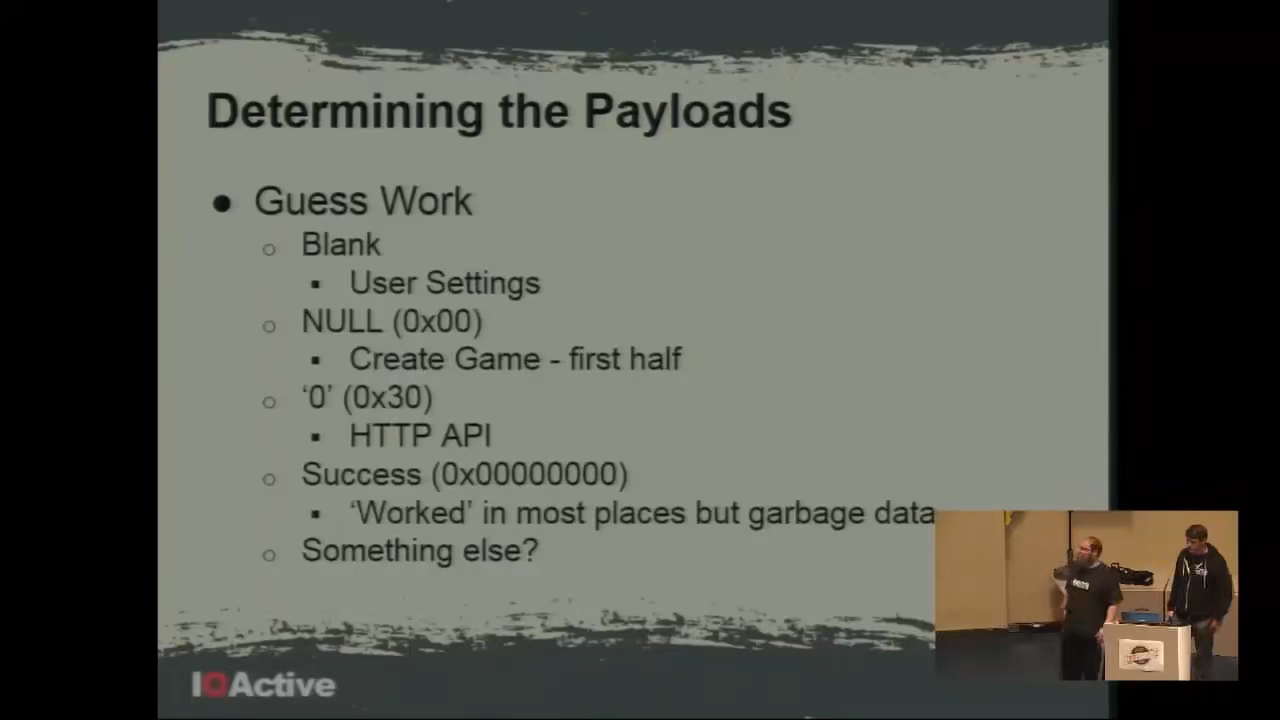 Determining the Payloads
● Guess Work
○ Blank
▪ User Settings
○ NULL (0x00)
▪ Create Game - first half
○ ‘0’ (0x30)
▪ HTTP API
○ Success (0x00000000)
▪ ‘Worked’ in most places but garbage data
○ Something else?
IOActive